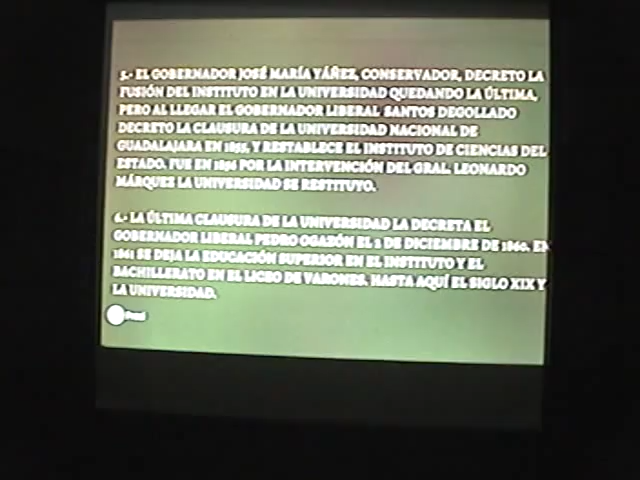 5.- EL GOBERNADOR JOSÉ MARÍA YÁÑEZ, CONSERVADOR, DECRETO LA
FUSIÓN DEL INSTITUTO EN LA UNIVERSIDAD QUEDANDO LA ÚLTIMA,
PERO AL LLEGAR EL GOBERNADOR LIBERAL SANTOS DEGOLLADO
DECRETO LA CLAUSURA DE LA UNIVERSIDAD NACIONAL DE
GUADALAJARA EN 1855, Y RESTABLECE EL INSTITUTO DE CIENCIAS DEL
ESTADO. FUE EN 1896 POR LA INTERVENCIÓN DEL GRAL. LEONARDO
MÁRQUEZ LA UNIVERSIDAD SE RESTITUYO.
6.- LA ÚLTIMA CLAUSURA DE LA UNIVERSIDAD LA DECRETA EL
GOBERNADOR LIBERAL PEDRO OGAZÓN EL 2 DE DICIEMBRE DE 1860. EN
1861 SE DEJA LA EDUCACIÓN SUPERIOR EN EL INSTITUTO Y EL
BACHILLERATO EN EL LICEO DE VARONES. HASTA AQUÍ EL SIGLO XIX Y
LA UNIVERSIDAD.